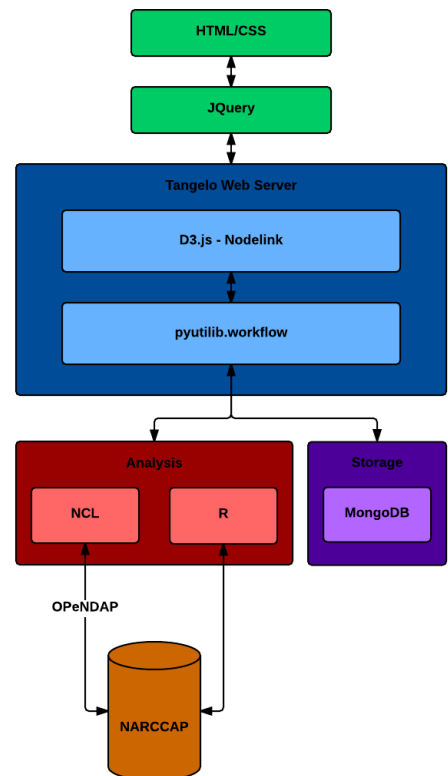 HTML/CSS
JQuery
Tangelo Web Server
D3.js - Nodelink
pyutilib.workflow
Analysis
Storage
NCL
R
MongoDB
OPeNDAP
NARCCAP